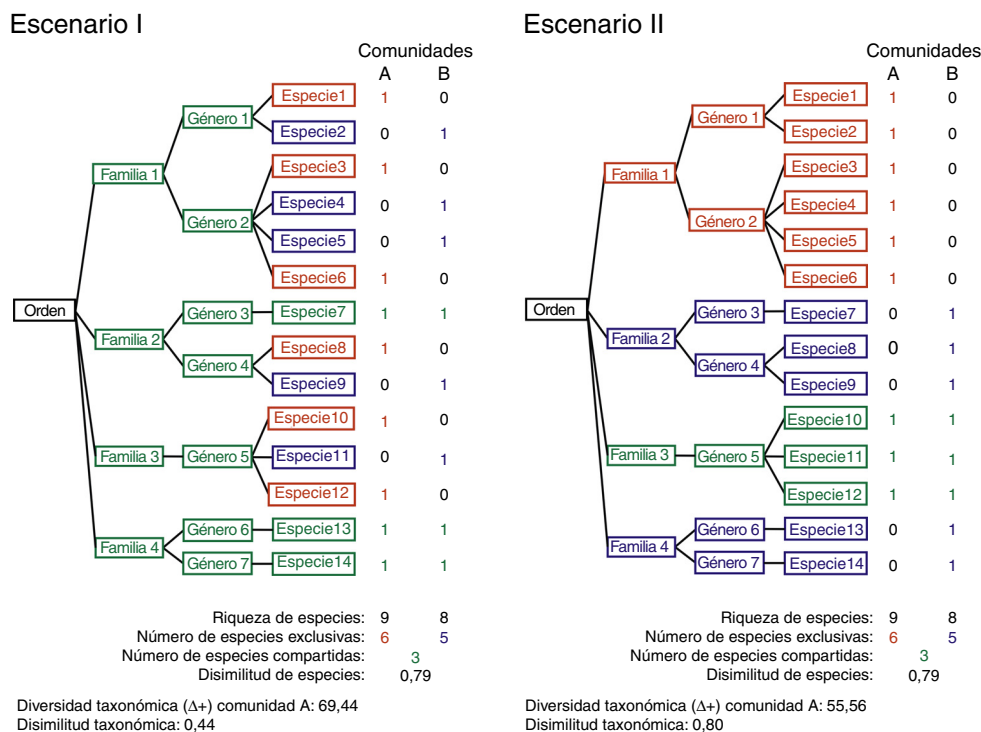 Escenario I
Comunidades
A B
Especie1 1 0
Género 1
Especie2 0 1
Especie3 1 0
Familia 1
Especie4 0 1
Género 2
Especie5 0 1
Especie6 1 0
Orden
Género 3 Especie7 1 1
Familia 2
Especie8 1 0
Género 4
Especie9 0 1
Especie10 1 0
Familia 3 Género 5 Especie11 0 1
Especie12 1 0
Género 6 Especie13 1 1
Familia 4
Género 7 Especie14 1 1
Riqueza de especies: 9 8
Número de especies exclusivas: 6 5
Número de especies compartidas: 3
Disimilitud de especies: 0,79
Diversidad taxonómica (Δ+) comunidad A: 69,44
Disimilitud taxonómica: 0,44
Escenario II
Comunidades
A B
Especie1 1 0
Género 1
Especie2 1 0
Especie3 1 0
Familia 1
Especie4 1 0
Género 2
Especie5 1 0
Especie6 1 0
Orden
Género 3 Especie7 0 1
Familia 2
Especie8 0 1
Género 4
Especie9 0 1
Especie10 1 1
Familia 3 Género 5 Especie11 1 1
Especie12 1 1
Género 6 Especie13 0 1
Familia 4
Género 7 Especie14 0 1
Riqueza de especies: 9 8
Número de especies exclusivas: 6 5
Número de especies compartidas: 3
Disimilitud de especies: 0,79
Diversidad taxonómica (Δ+) comunidad A: 55,56
Disimilitud taxonómica: 0,80